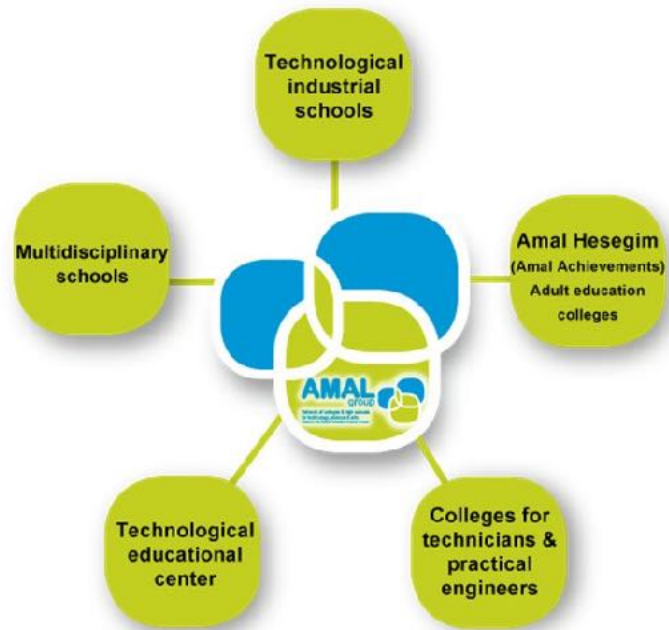 Technological
industrial
schools
Multidisciplinary
schools
Amal Hesegim
(Amal Achievements)
Adult education
colleges
AMAL
group
Technological
educational
center
Colleges for
technicians &
practical
engineers